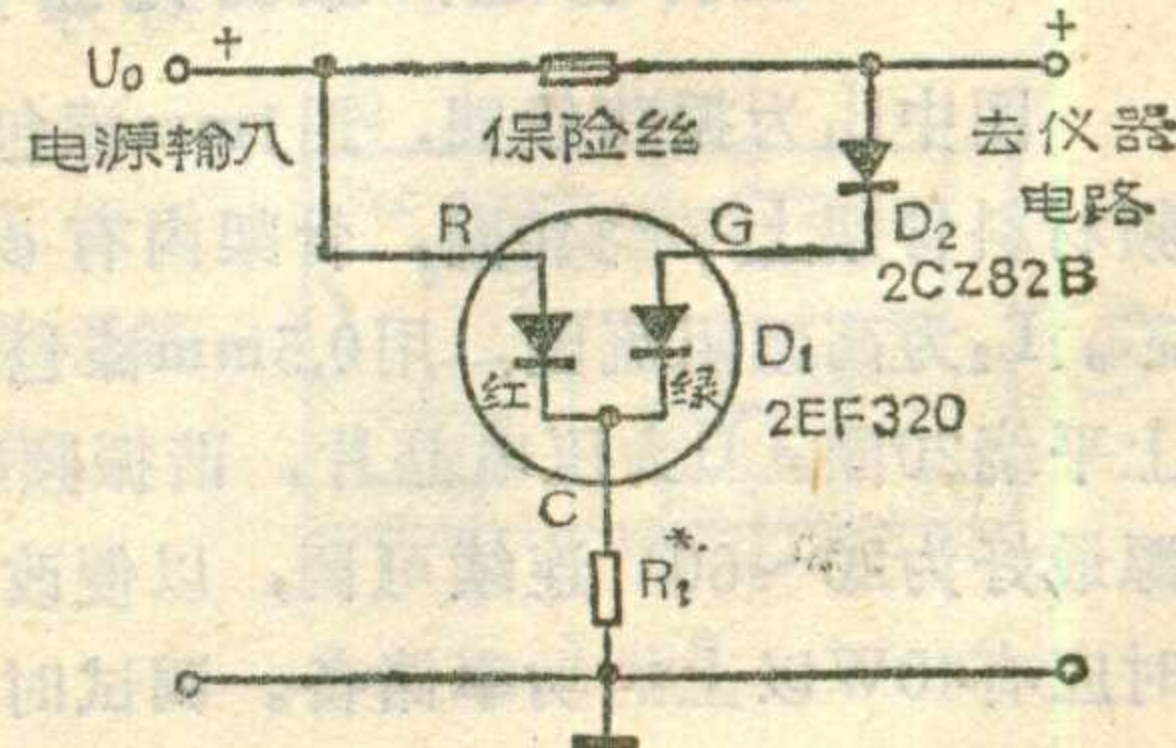 +
+
U₀
电源输入
保险丝
去仪器
电路
R
G
D₂
2CZ82B
红
绿
D₁
2EF320
C
R₁*